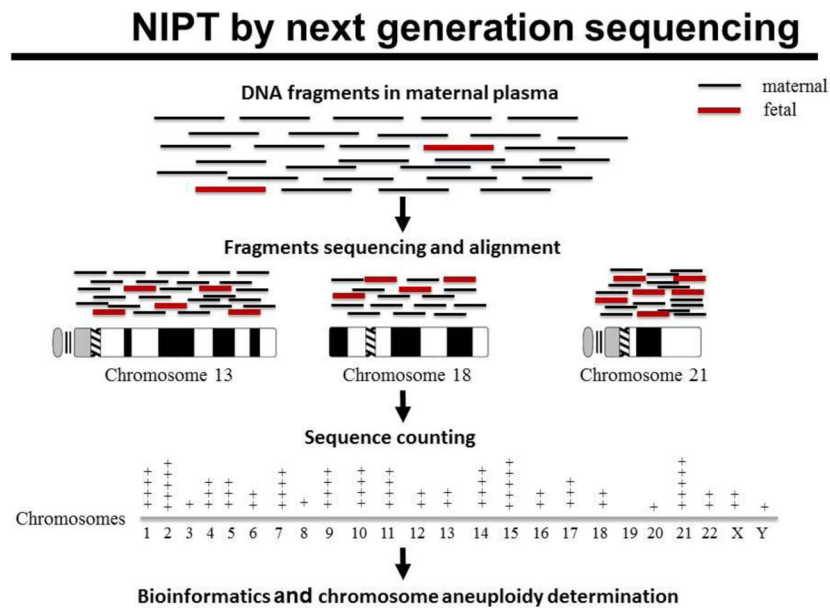 NIPT by next generation sequencing
DNA fragments in maternal plasma
maternal
fetal
Fragments sequencing and alignment
Chromosome 13
Chromosome 18
Chromosome 21
Sequence counting
Chromosomes
1 2 3 4 5 6 7 8 9 10 11 12 13 14 15 16 17 18 19 20 21 22 X Y
Bioinformatics and chromosome aneuploidy determination